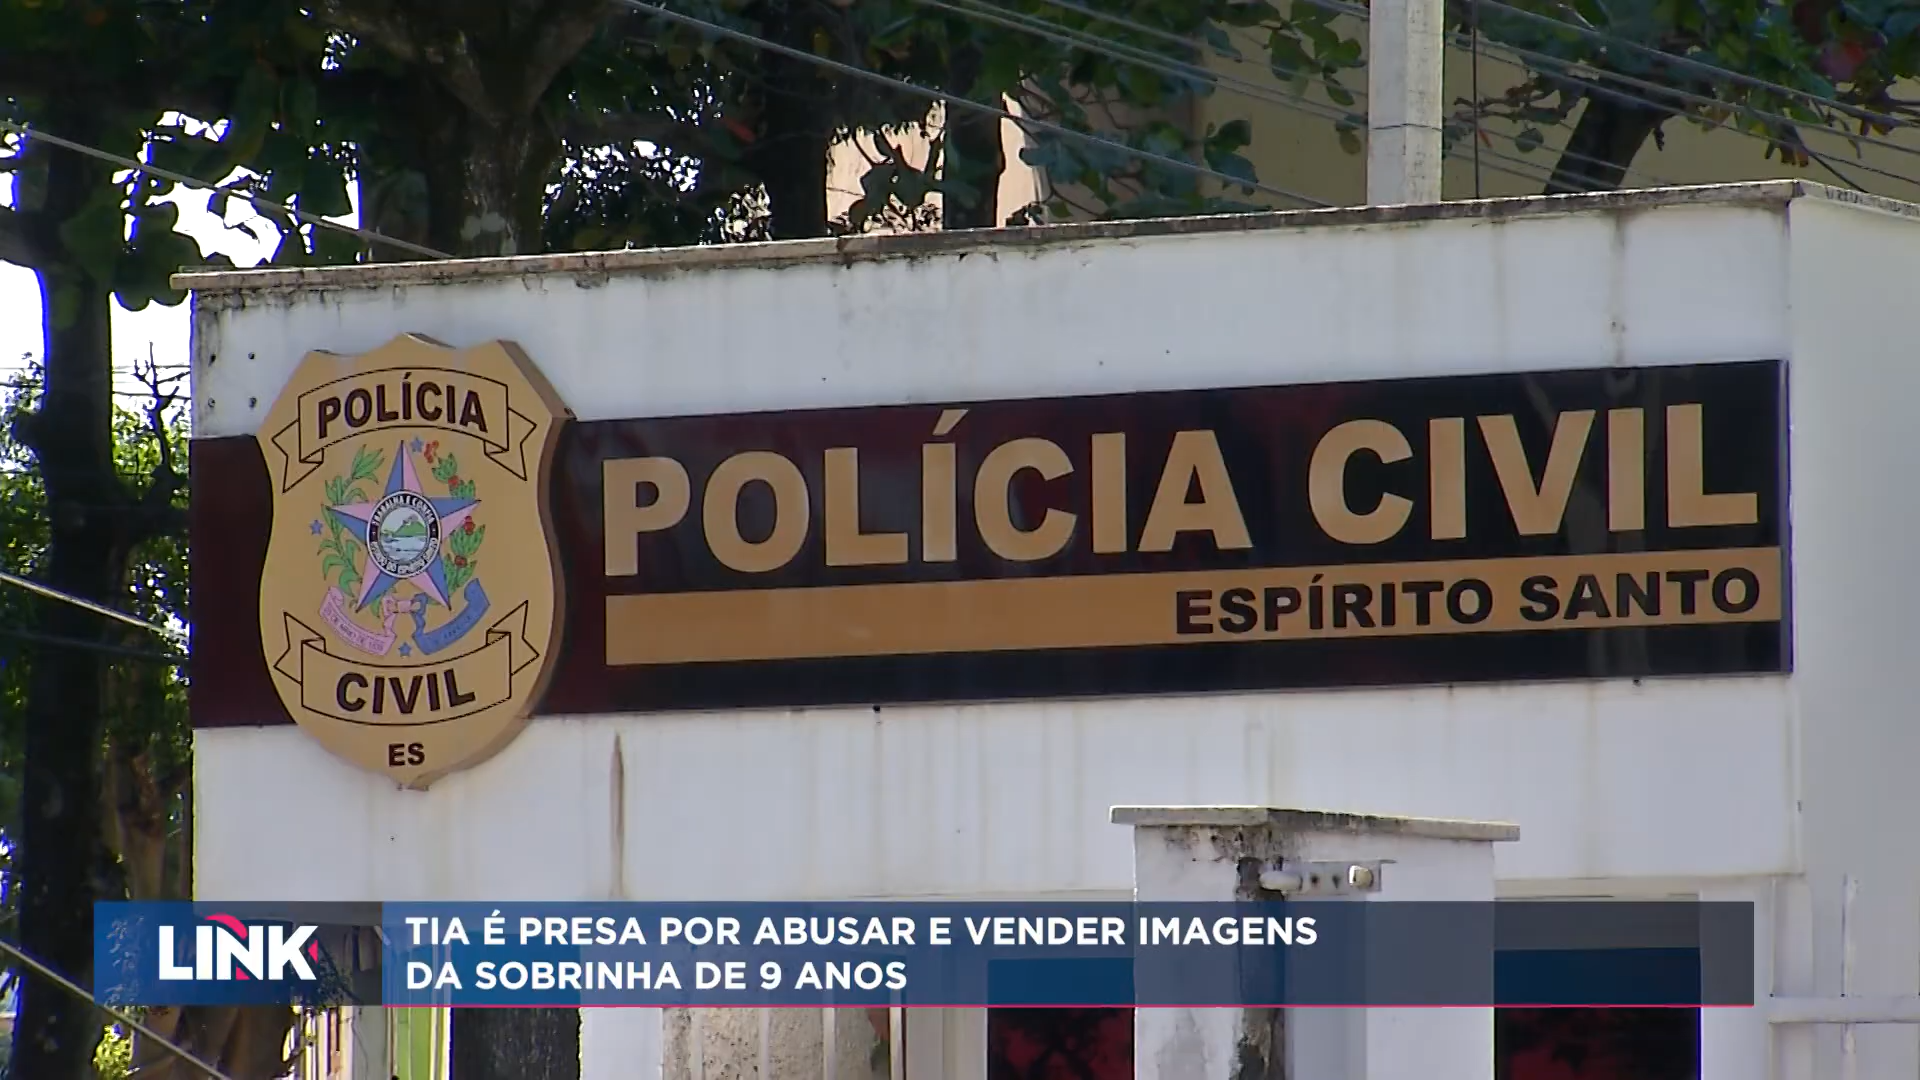 POLÍCIA
CIVIL
ES
POLÍCIA CIVIL
ESPÍRITO SANTO
LINK
TIA É PRESA POR ABUSAR E VENDER IMAGENS
DA SOBRINHA DE 9 ANOS